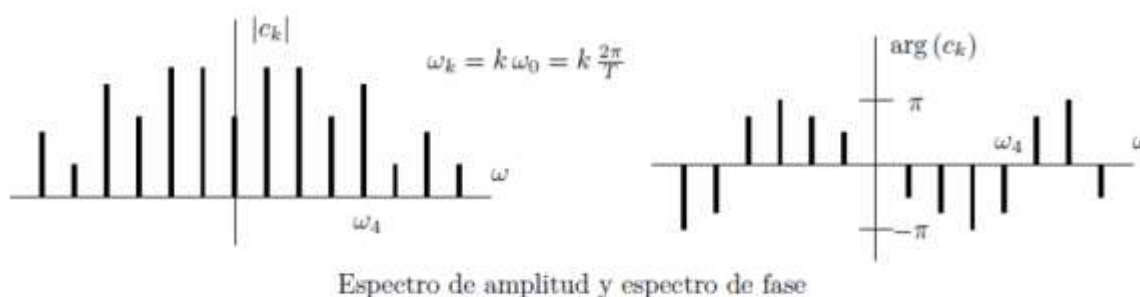 |c_k|
ω_k = k ω_0 = k 2π/T
ω
ω_4
arg (c_k)
π
ω_4
ω
−π
Espectro de amplitud y espectro de fase